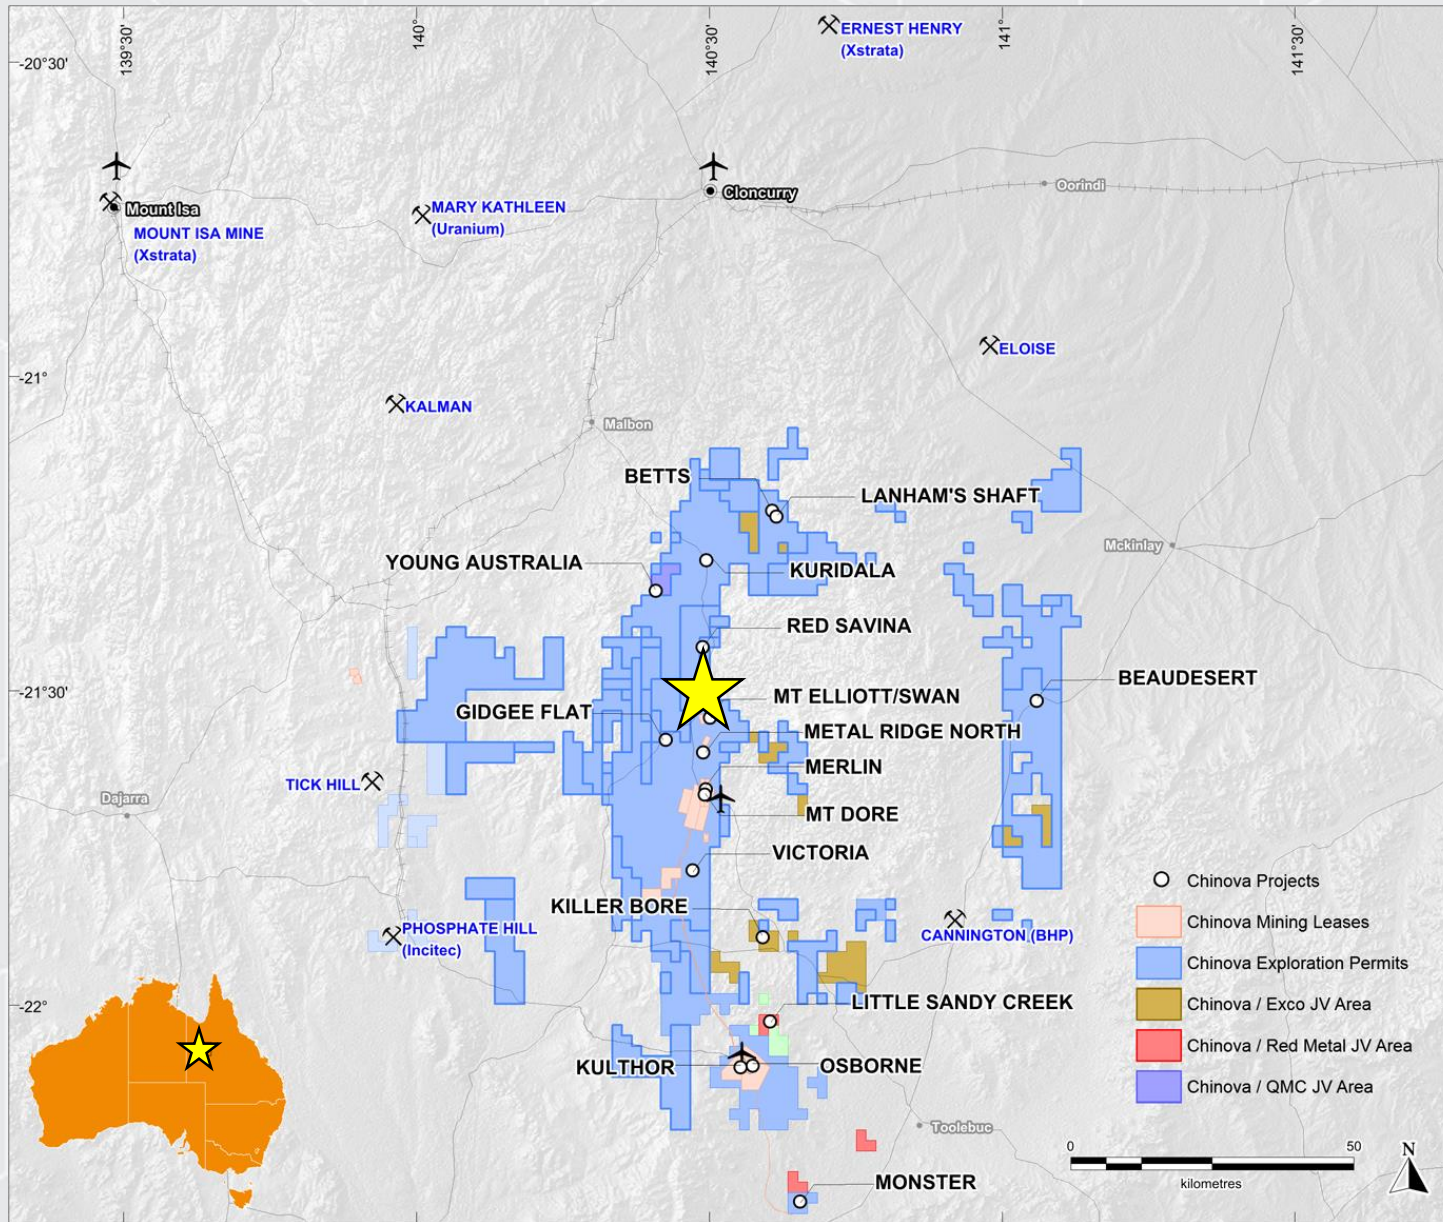 139°30'
140°
140°30'
141°
141°30'
-20°30'
-21°
-21°30'
-22°
ERNEST HENRY
(Xstrata)
Mount Isa
MOUNT ISA MINE
(Xstrata)
MARY KATHLEEN
(Uranium)
Cloncurry
Oorindi
ELOISE
KALMAN
Malbon
BETTS
LANHAM'S SHAFT
Mckinlay
YOUNG AUSTRALIA
KURIDALA
RED SAVINA
BEAUDESERT
MT ELLIOTT/SWAN
GIDGEE FLAT
METAL RIDGE NORTH
MERLIN
TICK HILL
Dajarra
MT DORE
VICTORIA
KILLER BORE
PHOSPHATE HILL
(Incitec)
CANNINGTON (BHP)
LITTLE SANDY CREEK
KULTHOR
OSBORNE
Toolebuc
MONSTER
Chinova Projects
Chinova Mining Leases
Chinova Exploration Permits
Chinova / Exco JV Area
Chinova / Red Metal JV Area
Chinova / QMC JV Area
0 50
kilometres
N